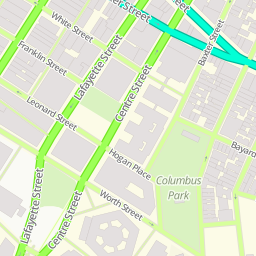 Street
White Street
Baxter Street
Franklin Street
Lafayette Street
Centre Street
Leonard Street
Hogan Place
Bayard
Columbus
Park
Lafayette Street
Centre Street
Worth Street